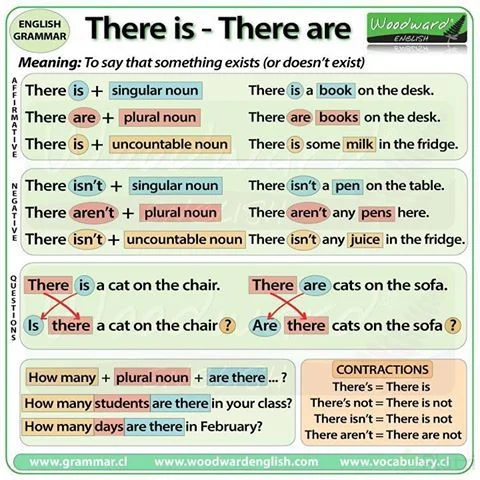 ENGLISH
GRAMMAR
There is - There are
Woodward®
ENGLISH
Meaning: To say that something exists (or doesn't exist)
AFFIRMATIVE
There is + singular noun There is a book on the desk.
There are + plural noun There are books on the desk.
There is + uncountable noun There is some milk in the fridge.
NEGATIVE
There isn't + singular noun There isn't a pen on the table.
There aren't + plural noun There aren't any pens here.
There isn't + uncountable noun There isn't any juice in the fridge.
QUESTIONS
There is a cat on the chair. There are cats on the sofa.
Is there a cat on the chair ? Are there cats on the sofa ?
How many + plural noun + are there ... ?
How many students are there in your class?
How many days are there in February?
CONTRACTIONS
There's = There is
There's not = There is not
There isn't = There is not
There aren't = There are not
www.grammar.cl www.woodwardenglish.com www.vocabulary.cl